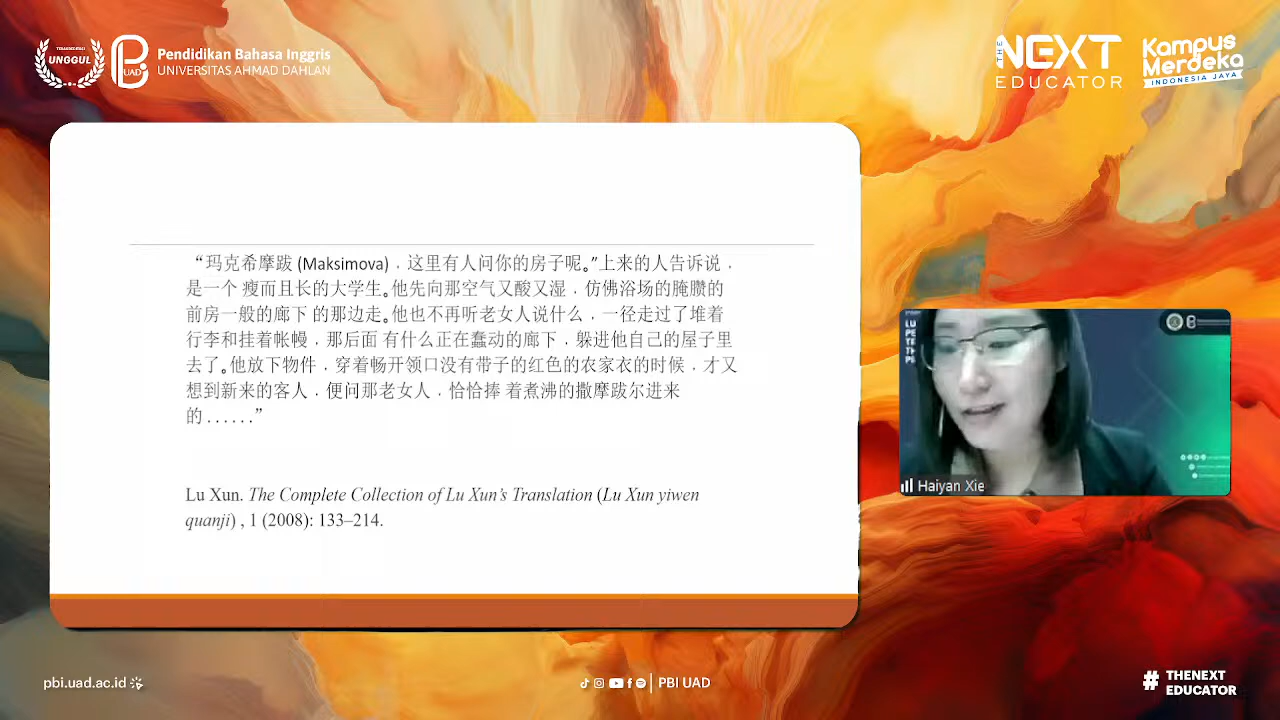 UNGGUL
UAD
Pendidikan Bahasa Inggris
UNIVERSITAS AHMAD DAHLAN
THE NEXT
EDUCATOR
Kampus
Merdeka
INDONESIA JAYA
“玛克希摩跋 (Maksimova)﹐这里有人问你的房子呢。”上来的人告诉说﹐
是一个 瘦而且长的大学生。他先向那空气又酸又湿﹐仿佛浴场的腌臜的
前房一般的廊下 的那边走。他也不再听老女人说什么﹐一径走过了堆着
行李和挂着帐幔﹐那后面 有什么正在蠢动的廊下﹐躲进他自己的屋子里
去了。他放下物件﹐穿着畅开领口没有带子的红色的农家衣的时候﹐才又
想到新来的客人﹐便问那老女人﹐恰恰捧 着煮沸的撒摩跋尔进来
的 . . . . . .”
Lu Xun. The Complete Collection of Lu Xun's Translation (Lu Xun yiwen
quanji) , 1 (2008): 133–214.
Haiyan Xie
pbi.uad.ac.id
PBI UAD
# THENEXT
EDUCATOR